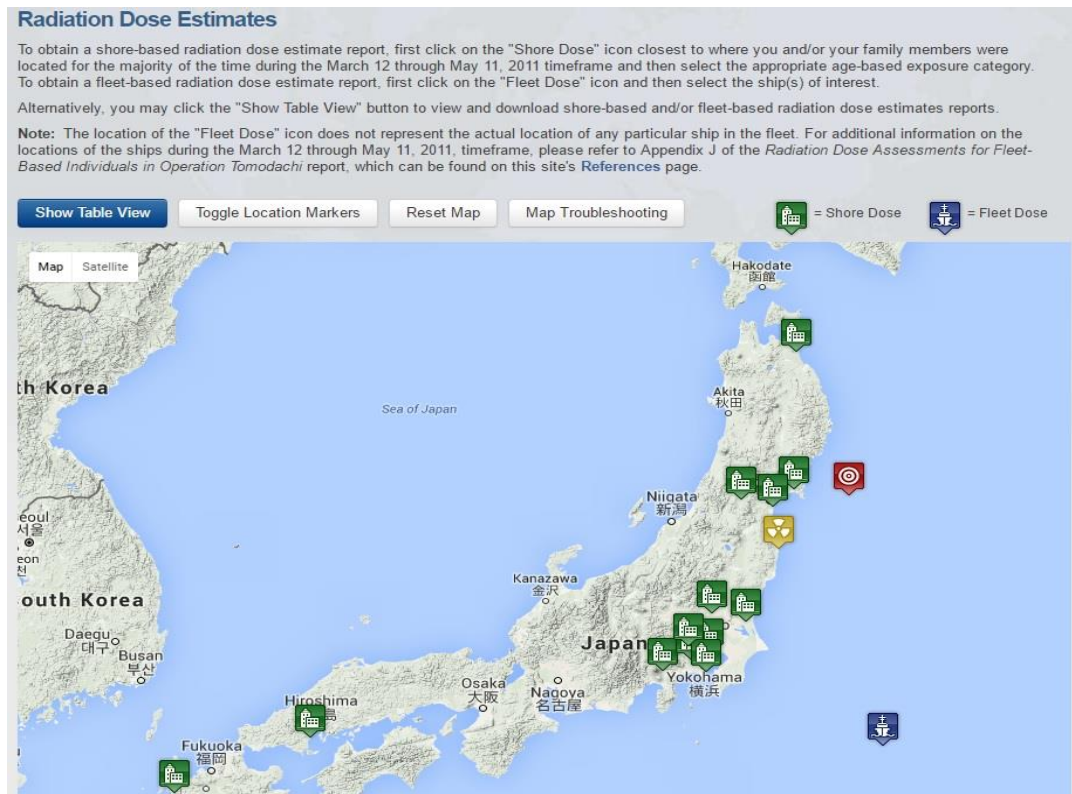 Radiation Dose Estimates
To obtain a shore-based radiation dose estimate report, first click on the "Shore Dose" icon closest to where you and/or your family members were
located for the majority of the time during the March 12 through May 11, 2011 timeframe and then select the appropriate age-based exposure category.
To obtain a fleet-based radiation dose estimate report, first click on the "Fleet Dose" icon and then select the ship(s) of interest.
Alternatively, you may click the "Show Table View" button to view and download shore-based and/or fleet-based radiation dose estimates reports.
Note: The location of the "Fleet Dose" icon does not represent the actual location of any particular ship in the fleet. For additional information on the
locations of the ships during the March 12 through May 11, 2011, timeframe, please refer to Appendix J of the Radiation Dose Assessments for Fleet-
Based Individuals in Operation Tomodachi report, which can be found on this site's References page.
Show Table View Toggle Location Markers Reset Map Map Troubleshooting = Shore Dose = Fleet Dose
Map Satellite
Hakodate
函館
th Korea
Akita
秋田
Sea of Japan
Niigata
新潟
eoul
서울
eon
천
Kanazawa
金沢
outh Korea
Daegu
대구
Busan
부산
Japan
Yokohama
横浜
Osaka
大阪
Nagoya
名古屋
Hiroshima
島
Fukuoka
福岡